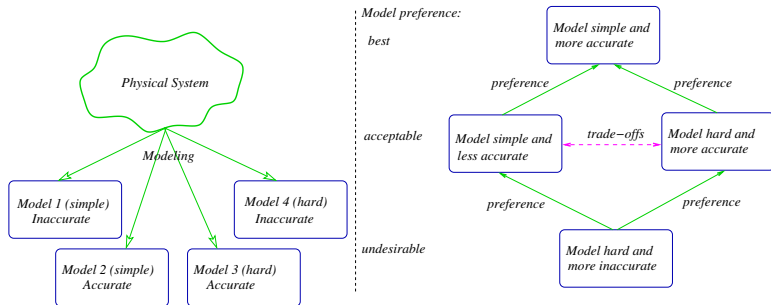 Physical System
Modeling
Model 1 (simple)
Inaccurate
Model 4 (hard)
Inaccurate
Model 2 (simple)
Accurate
Model 3 (hard)
Accurate
Model preference:
best
Model simple and
more accurate
preference
preference
acceptable
Model simple and
less accurate
trade-offs
Model hard and
more accurate
preference
preference
undesirable
Model hard and
more inaccurate